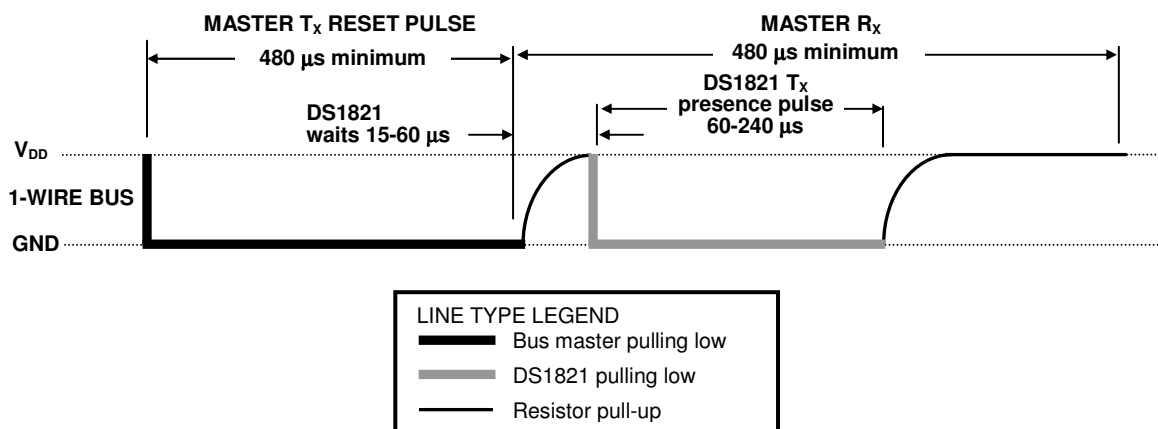 MASTER TX RESET PULSE
MASTER RX
480 µs minimum
480 µs minimum
DS1821 TX
presence pulse
60-240 µs
DS1821
waits 15-60 µs
VDD
1-WIRE BUS
GND
LINE TYPE LEGEND
Bus master pulling low
DS1821 pulling low
Resistor pull-up